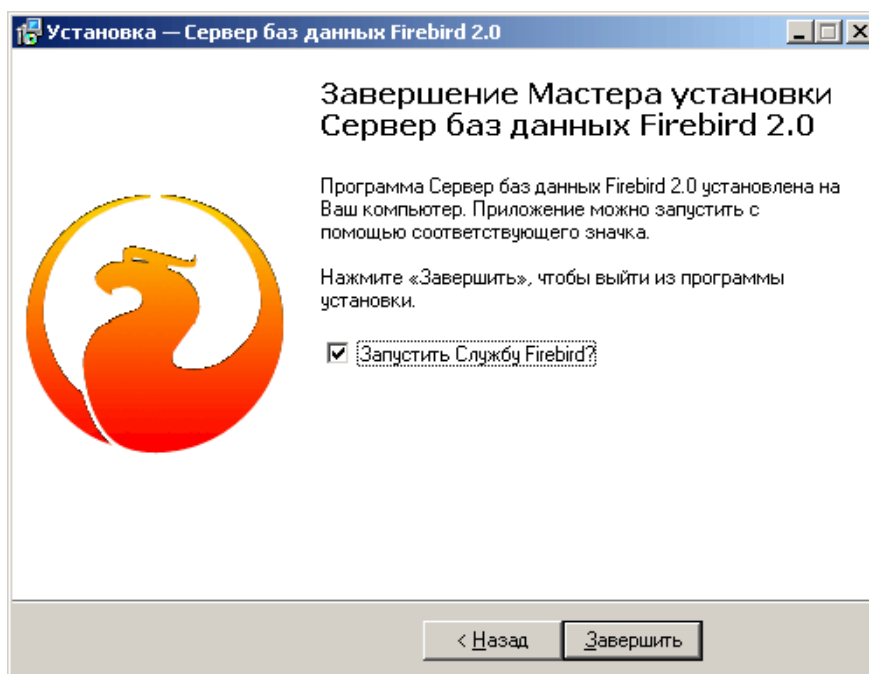 Установка — Сервер баз данных Firebird 2.0
Завершение Мастера установки
Сервер баз данных Firebird 2.0
Программа Сервер баз данных Firebird 2.0 установлена на
Ваш компьютер. Приложение можно запустить с
помощью соответствующего значка.
Нажмите «Завершить», чтобы выйти из программы
установки.
Запустить Службу Firebird?
< Назад
Завершить